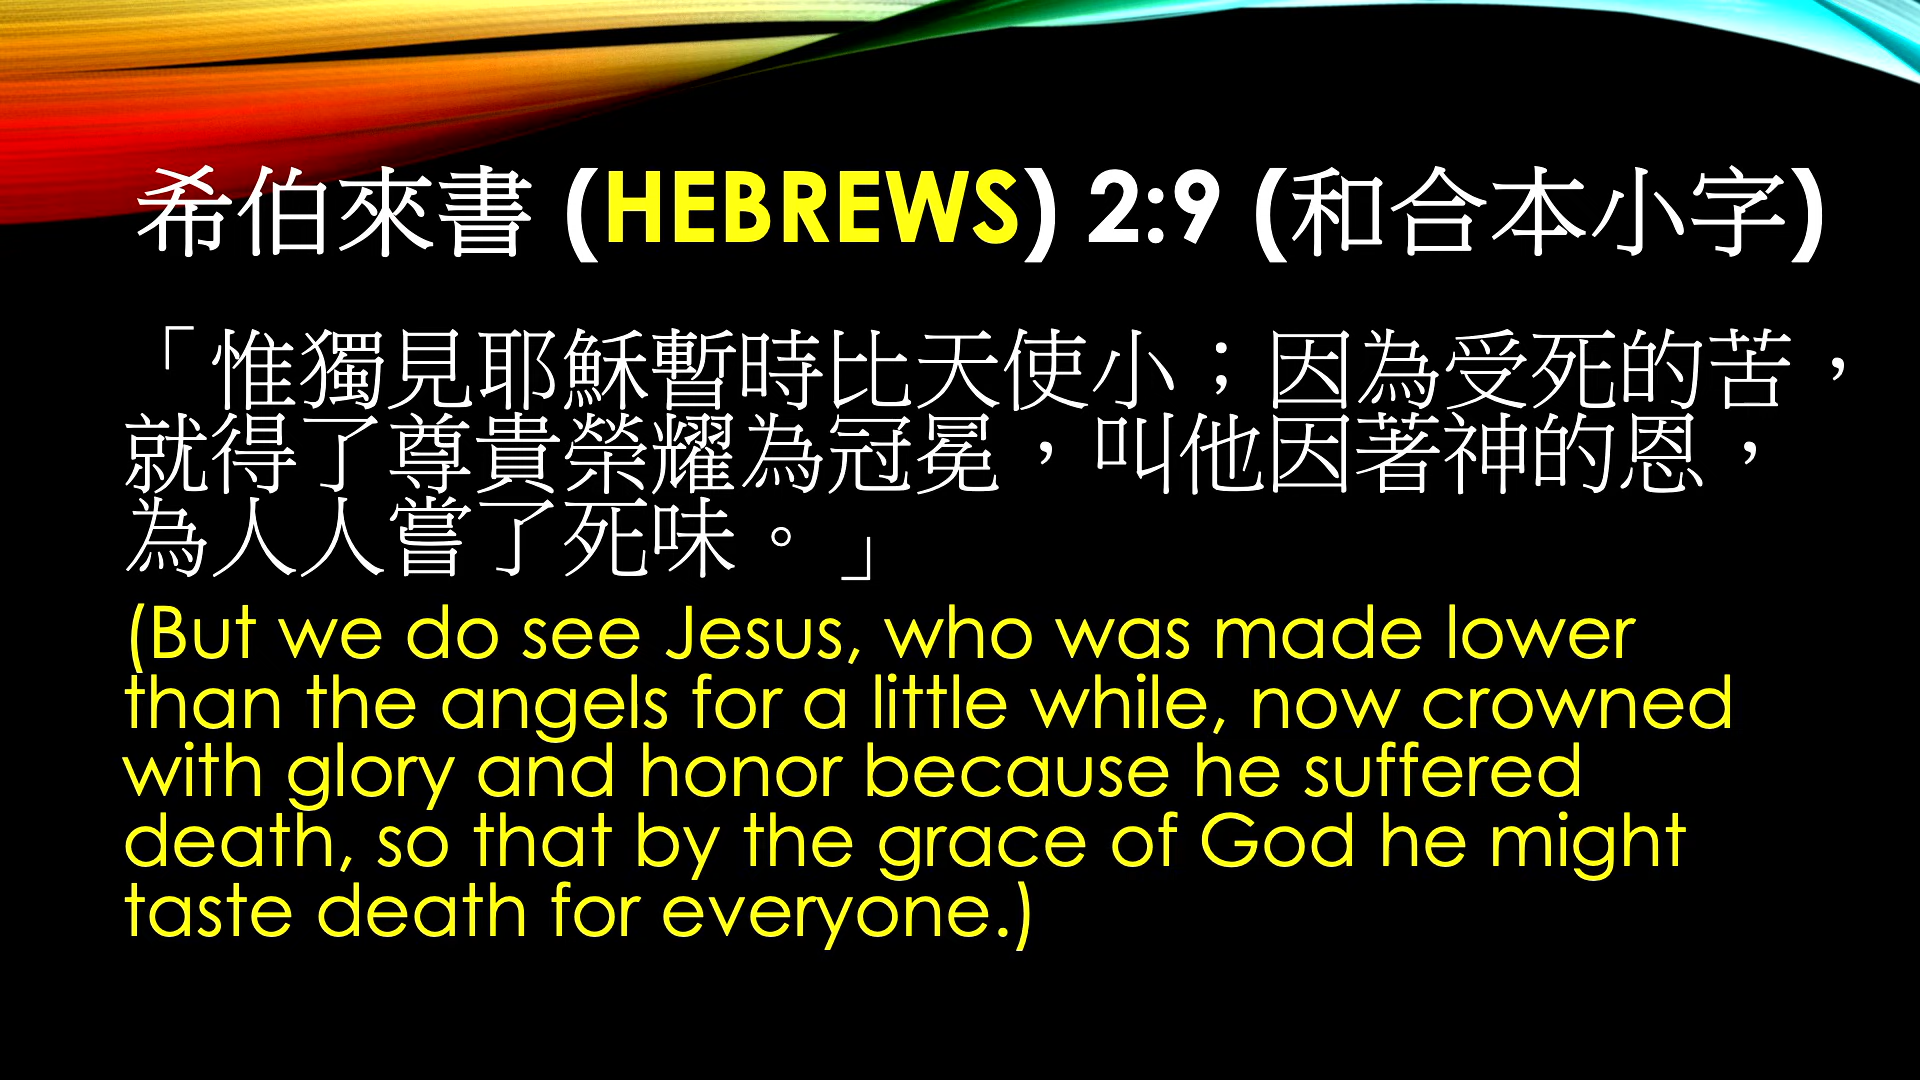 希伯來書 (HEBREWS) 2:9 (和合本小字)
「惟獨見耶穌暫時比天使小；因為受死的苦，
就得了尊貴榮耀為冠冕，叫他因著神的恩，
為人人嘗了死味。」
(But we do see Jesus, who was made lower
than the angels for a little while, now crowned
with glory and honor because he suffered
death, so that by the grace of God he might
taste death for everyone.)